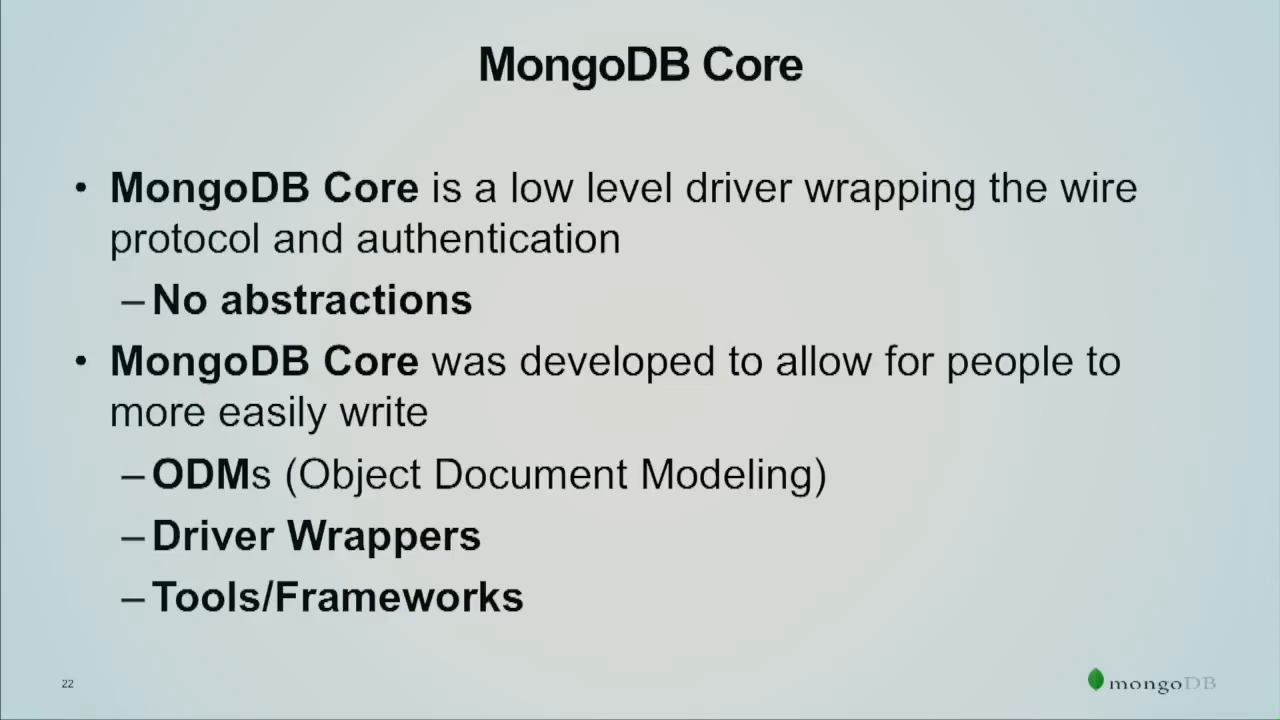 MongoDB Core
• MongoDB Core is a low level driver wrapping the wire
protocol and authentication
– No abstractions
• MongoDB Core was developed to allow for people to
more easily write
– ODMs (Object Document Modeling)
– Driver Wrappers
– Tools/Frameworks
22
mongoDB